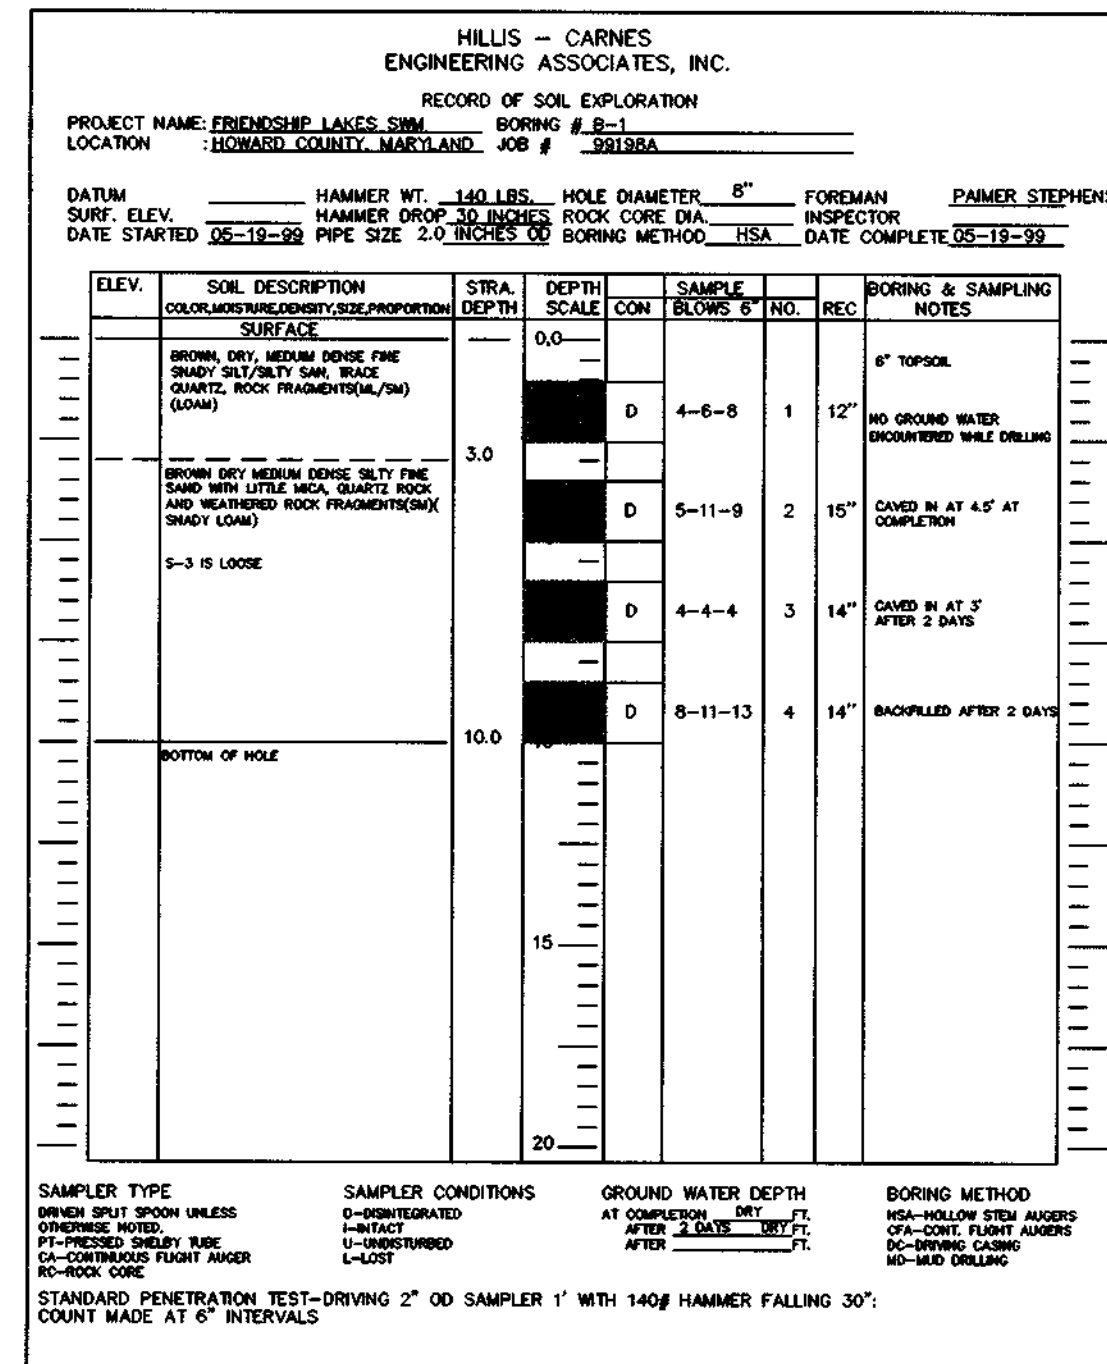 HILLIS – CARNES
ENGINEERING ASSOCIATES, INC.
RECORD OF SOIL EXPLORATION
PROJECT NAME: FRIENDSHIP LAKES SWM BORING # B-1
LOCATION : HOWARD COUNTY, MARYLAND JOB # 99198A
DATUM HAMMER WT. 140 LBS. HOLE DIAMETER 8" FOREMAN PAIMER STEPHENS
SURF. ELEV. HAMMER DROP 30 INCHES ROCK CORE DIA. INSPECTOR
DATE STARTED 05-19-99 PIPE SIZE 2.0 INCHES OD BORING METHOD HSA DATE COMPLETE 05-19-99
ELEV. SOIL DESCRIPTION STRA. DEPTH SAMPLE BORING & SAMPLING
COLOR,MOISTURE,DENSITY,SIZE,PROPORTION DEPTH SCALE CON BLOWS 6" NO. REC NOTES
SURFACE
0.0
BROWN, DRY, MEDIUM DENSE FINE
SNADY SILT/SILTY SAN, TRACE
QUARTZ, ROCK FRAGMENTS(ML/SM)
(LOAM)
6" TOPSOIL
D 4-6-8 1 12"
NO GROUND WATER
ENCOUNTERED WHILE DRILLING
3.0
BROWN DRY MEDIUM DENSE SILTY FINE
SAND WITH LITTLE MICA, QUARTZ ROCK
AND WEATHERED ROCK FRAGMENTS(SM)(
SNADY LOAM)
D 5-11-9 2 15"
CAVED IN AT 4.5' AT
COMPLETION
S-3 IS LOOSE
D 4-4-4 3 14"
CAVED IN AT 3'
AFTER 2 DAYS
D 8-11-13 4 14" BACKFILLED AFTER 2 DAYS
10.0
10
BOTTOM OF HOLE
15
20
SAMPLER TYPE
DRIVEN SPLIT SPOON UNLESS
OTHERWISE NOTED.
PT-PRESSED SHELBY TUBE
CA-CONTINUOUS FLIGHT AUGER
RC-ROCK CORE
SAMPLER CONDITIONS
D-DISINTEGRATED
I-INTACT
U-UNDISTURBED
L-LOST
GROUND WATER DEPTH
AT COMPLETION DRY FT.
AFTER 2 DAYS DRY FT.
AFTER FT.
BORING METHOD
HSA-HOLLOW STEM AUGERS
CFA-CONT. FLIGHT AUGERS
DC-DRIVING CASING
MD-MUD DRILLING
STANDARD PENETRATION TEST-DRIVING 2" OD SAMPLER 1' WITH 140# HAMMER FALLING 30":
COUNT MADE AT 6" INTERVALS